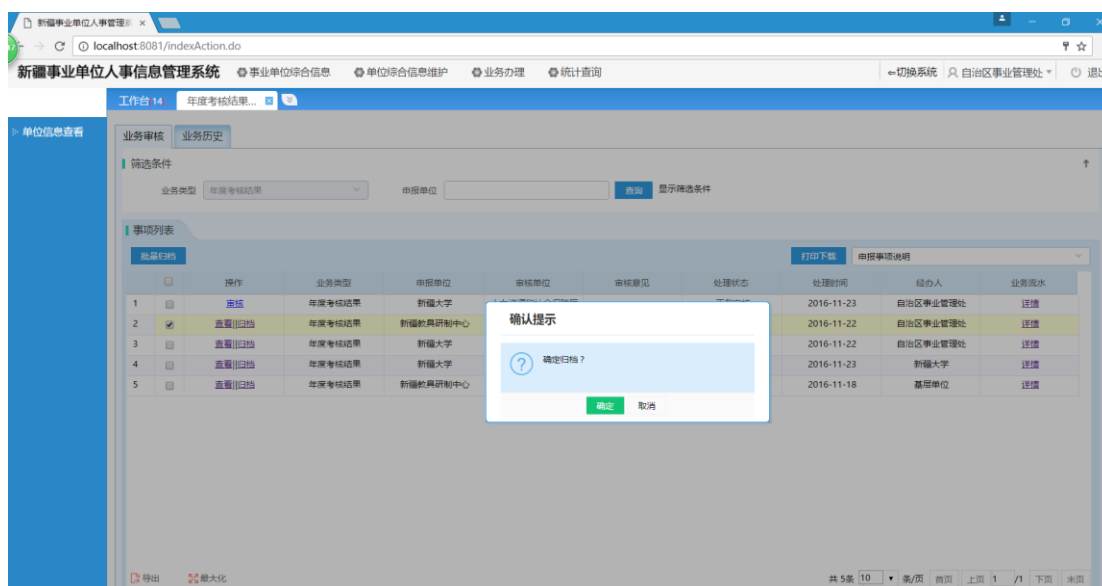 新疆事业单位人事管理
localhost:8081/indexAction.do
新疆事业单位人事信息管理系统 事业单位综合信息 单位综合信息维护 业务办理 统计查询 切换系统 自治区事业管理处
工作台(14) 年度考核结果...
单位信息查看
业务审核 业务历史
筛选条件
业务类型 年度考核结果 申报单位 查询 显示筛选条件
事项列表
批量归档 打印下载 申报事项说明
操作 业务类型 申报单位 审核单位 审核意见 处理状态 处理时间 经办人 业务流水
1 审核 年度考核结果 新疆大学 2016-11-23 自治区事业管理处 详情
2 查看||归档 年度考核结果 新疆教具研制中心 2016-11-22 自治区事业管理处 详情
3 查看||归档 年度考核结果 新疆大学 2016-11-22 自治区事业管理处 详情
4 查看||归档 年度考核结果 新疆大学 2016-11-23 新疆大学 详情
5 查看||归档 年度考核结果 新疆教具研制中心 2016-11-18 基层单位 详情
确认提示
确定归档？
确定 取消
导出 最大化 共 5条 10 条/页 首页 上页 1 /1 下页 末页